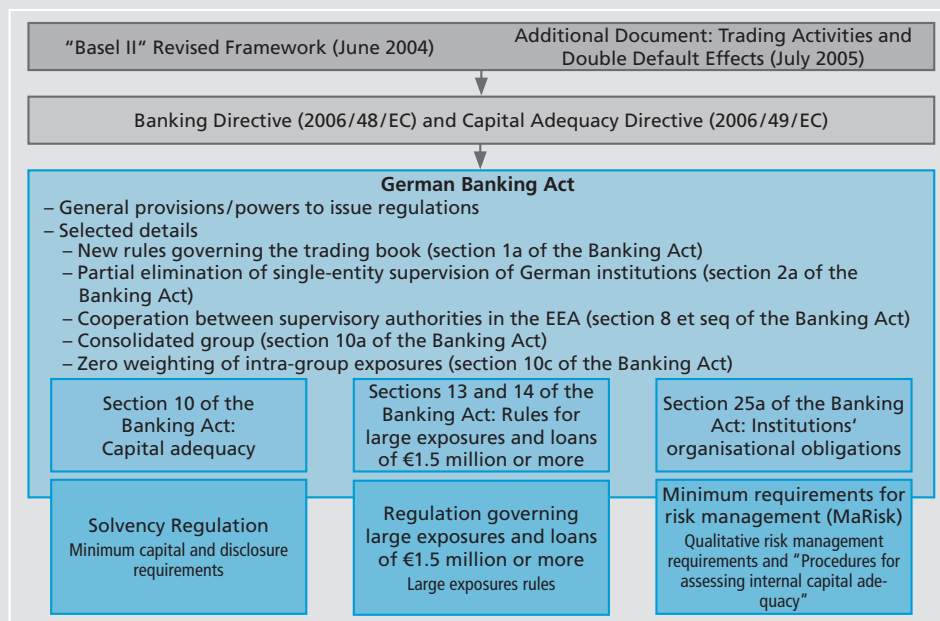 “Basel II“ Revised Framework (June 2004)
Additional Document: Trading Activities and
Double Default Effects (July 2005)
Banking Directive (2006/48/EC) and Capital Adequacy Directive (2006/49/EC)
German Banking Act
– General provisions/powers to issue regulations
– Selected details
– New rules governing the trading book (section 1a of the Banking Act)
– Partial elimination of single-entity supervision of German institutions (section 2a of the
Banking Act)
– Cooperation between supervisory authorities in the EEA (section 8 et seq of the Banking Act)
– Consolidated group (section 10a of the Banking Act)
– Zero weighting of intra-group exposures (section 10c of the Banking Act)
Section 10 of the
Banking Act:
Capital adequacy
Sections 13 and 14 of the
Banking Act: Rules for
large exposures and loans
of €1.5 million or more
Section 25a of the Banking
Act: Institutions‘
organisational obligations
Solvency Regulation
Minimum capital and disclosure
requirements
Regulation governing
large exposures and loans
of €1.5 million or more
Large exposures rules
Minimum requirements for
risk management (MaRisk)
Qualitative risk management
requirements and “Procedures for
assessing internal capital ade-
quacy“